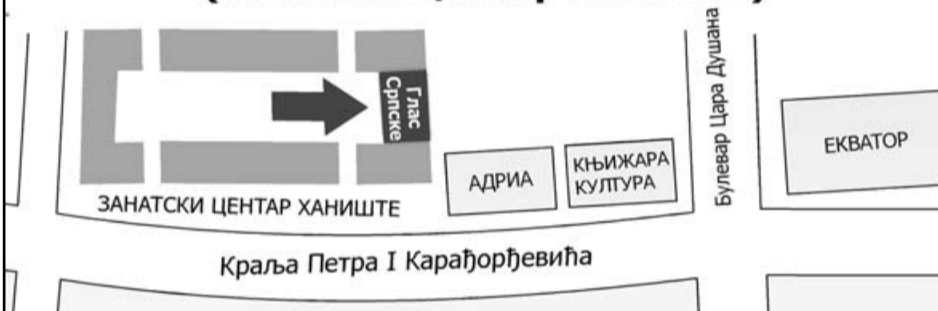 Глас
Српске
АДРИА
КЊИЖАРА
КУЛТУРА
Булевар Цара Душана
ЕКВАТОР
ЗАНАТСКИ ЦЕНТАР ХАНИШТЕ
Краља Петра I Карађорђевића